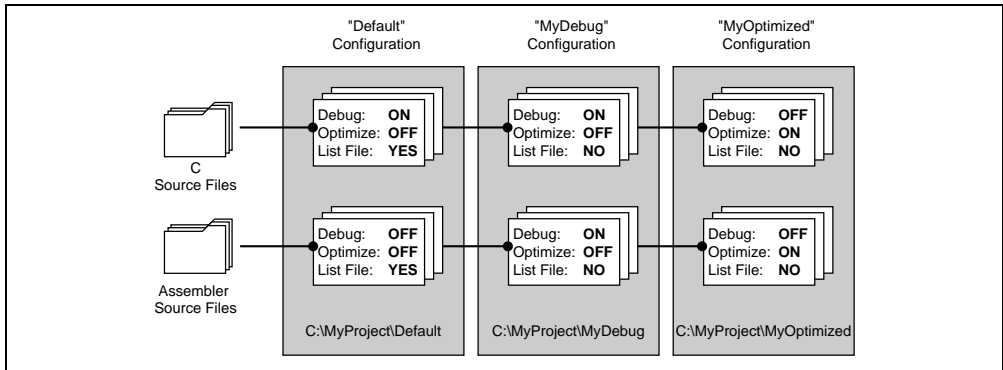 "Default"
Configuration
"MyDebug"
Configuration
"MyOptimized"
Configuration
C
Source Files
Debug: ON
Optimize: OFF
List File: YES
Debug: ON
Optimize: OFF
List File: NO
Debug: OFF
Optimize: ON
List File: NO
Assembler
Source Files
Debug: OFF
Optimize: OFF
List File: YES
Debug: ON
Optimize: OFF
List File: NO
Debug: OFF
Optimize: ON
List File: NO
C:\MyProject\Default
C:\MyProject\MyDebug
C:\MyProject\MyOptimized